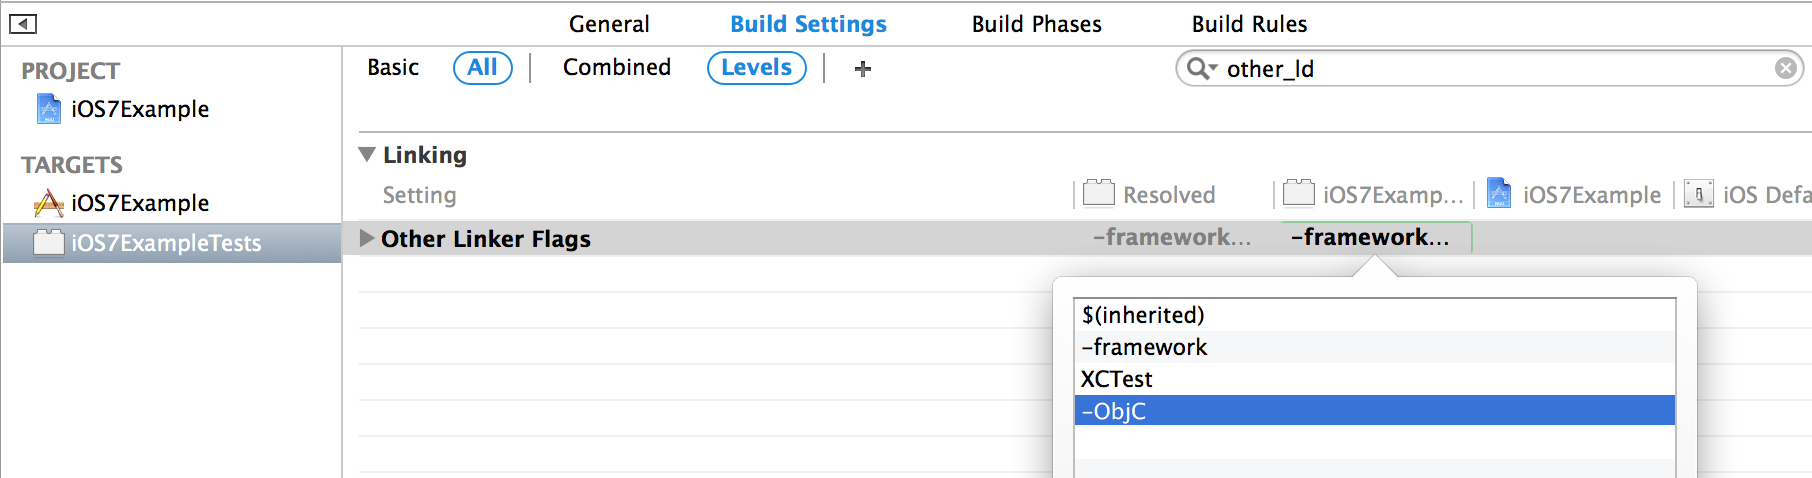 General Build Settings Build Phases Build Rules
PROJECT
iOS7Example
TARGETS
iOS7Example
iOS7ExampleTests
Basic All Combined Levels + other_ld
Linking
Setting Resolved iOS7Examp... iOS7Example iOS Defa
Other Linker Flags -framework... -framework...
$(inherited)
-framework
XCTest
-ObjC